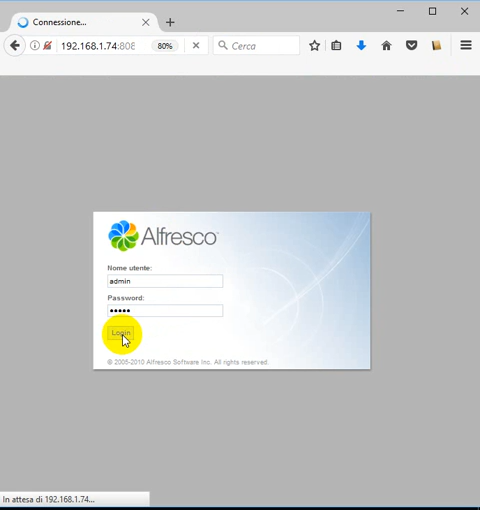 Connessione...
192.168.1.74:808
80%
Cerca
Alfresco
Nome utente:
admin
Password:
•••••
Login
© 2005-2010 Alfresco Software Inc. All rights reserved.
In attesa di 192.168.1.74...